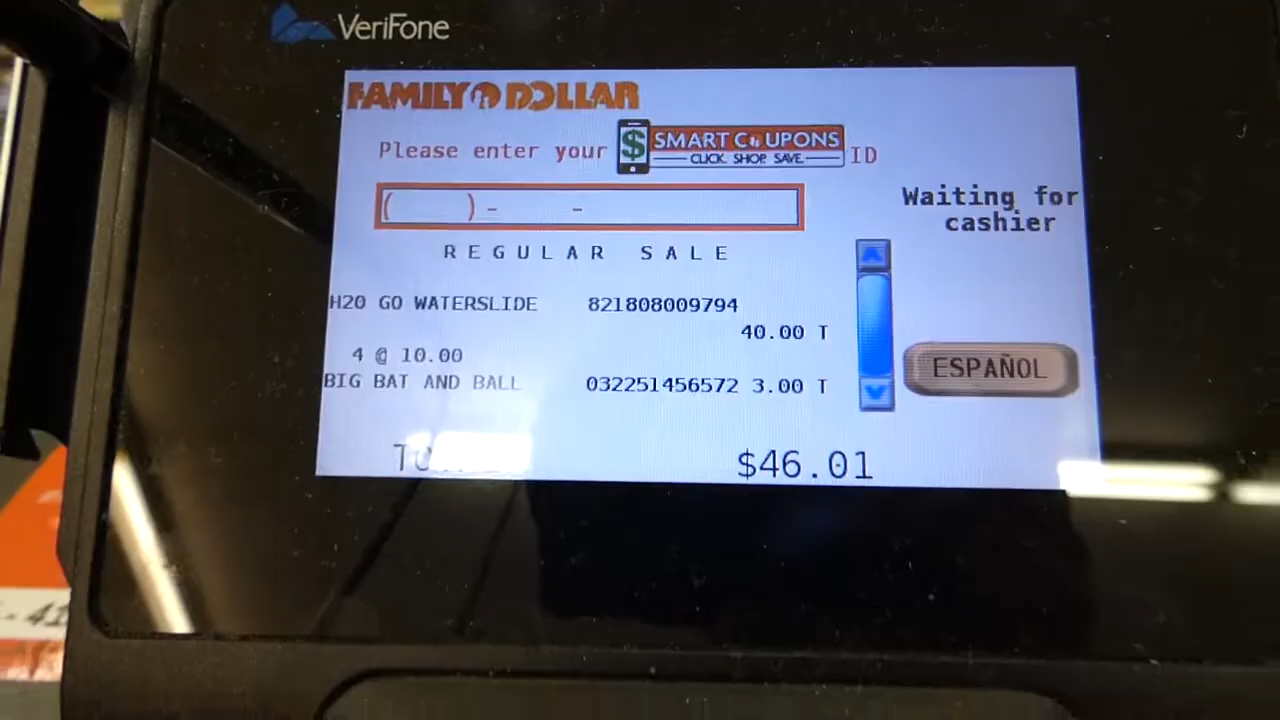 VeriFone
FAMILY DOLLAR
Please enter your $ SMART COUPONS ID
CLICK. SHOP. SAVE.
( ) - -
Waiting for
cashier
REGULAR SALE
H20 GO WATERSLIDE 821808009794
40.00 T
4 @ 10.00
BIG BAT AND BALL 032251456572 3.00 T
ESPAÑOL
$46.01